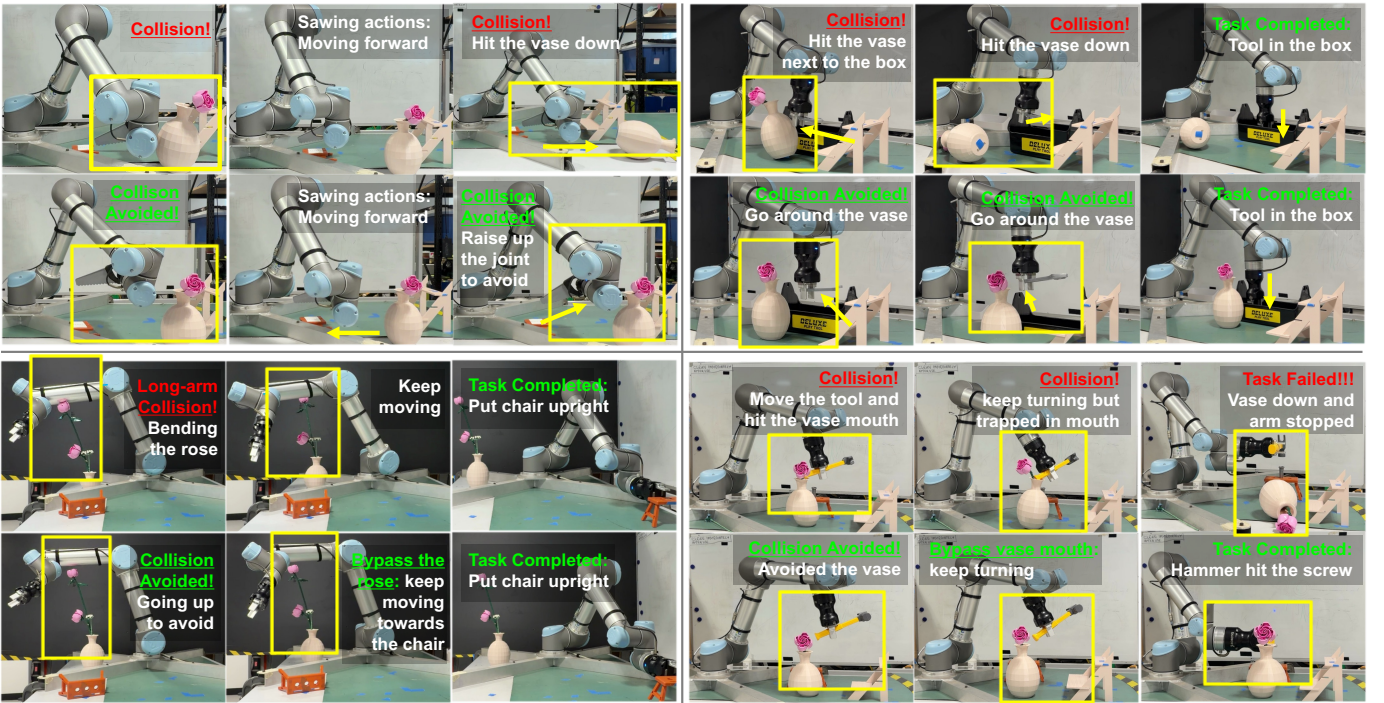 Collision!
Sawing actions:
Moving forward
Collision!
Hit the vase down
Collison
Avoided!
Sawing actions:
Moving forward
Collision
Avoided!
Raise up
the joint
to avoid
Collision!
Hit the vase
next to the box
DELUXE
Collision!
Hit the vase down
DELUXE
Task Completed:
Tool in the box
DELUXE
Collision Avoided!
Go around the vase
DELUXE
Collision Avoided!
Go around the vase
Task Completed:
Tool in the box
DELUXE
Long-arm
Collision!
Bending
the rose
Keep
moving
Task Completed:
Put chair upright
Collision
Avoided!
Going up
to avoid
Bypass the
rose: keep
moving
towards
the chair
Task Completed:
Put chair upright
Collision!
Move the tool and
hit the vase mouth
Collision!
keep turning but
trapped in mouth
Task Failed!!!
Vase down and
arm stopped
Collision Avoided!
Avoided the vase
Bypass vase mouth:
keep turning
Task Completed:
Hammer hit the screw